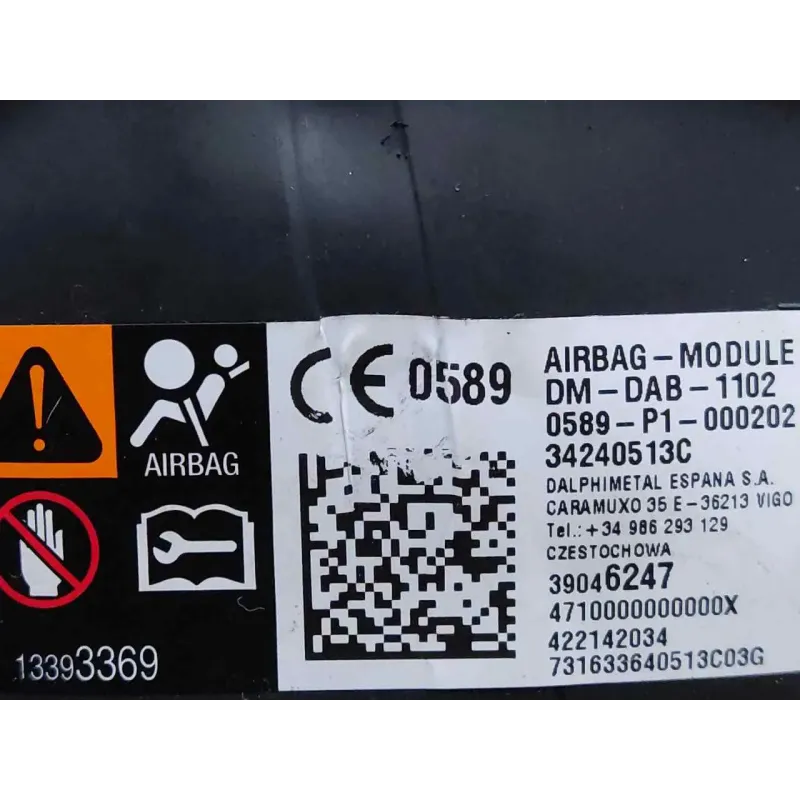 AIRBAG
13393369
CE 0589
AIRBAG-MODULE
DM-DAB-1102
0589-P1-000202
34240513C
DALPHIMETAL ESPANA S.A.
CARAMUXO 35 E-36213 VIGO
Tel.: +34 986 293 129
CZESTOCHOWA
39046247
4710000000000X
422142034
731633640513C03G